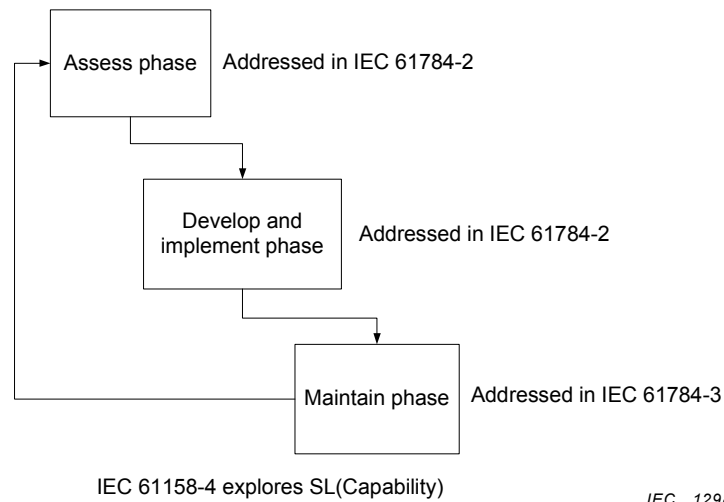 Assess phase
Addressed in IEC 61784-2
Develop and
implement phase
Addressed in IEC 61784-2
Maintain phase
Addressed in IEC 61784-3
IEC 61158-4 explores SL(Capability)
IEC